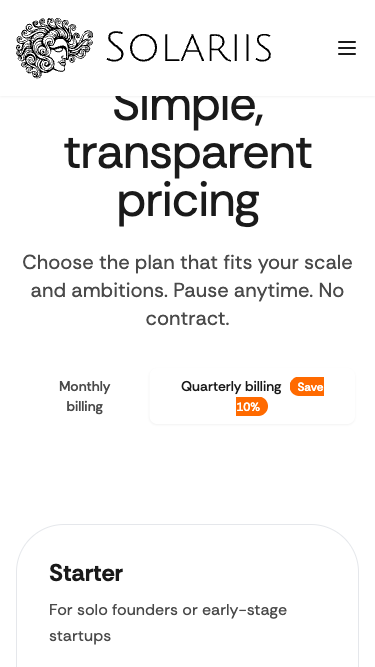 SOLARIIS
Simple,
transparent
pricing
Choose the plan that fits your scale
and ambitions. Pause anytime. No
contract.
Monthly
billing
Quarterly billing Save
10%
Starter
For solo founders or early-stage
startups